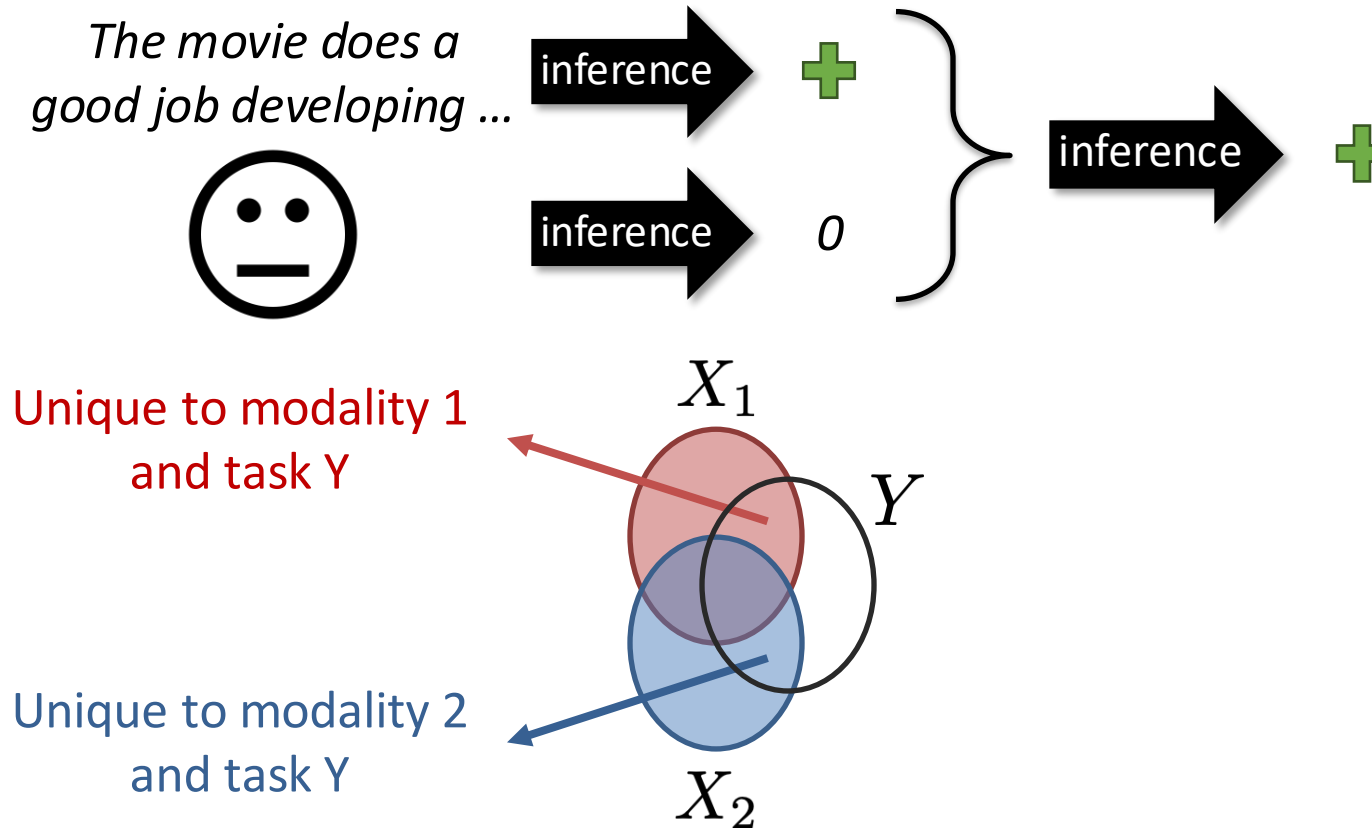 The movie does a
good job developing ...
inference
inference
0
inference
Unique to modality 1
and task Y
X₁
Y
Unique to modality 2
and task Y
X₂